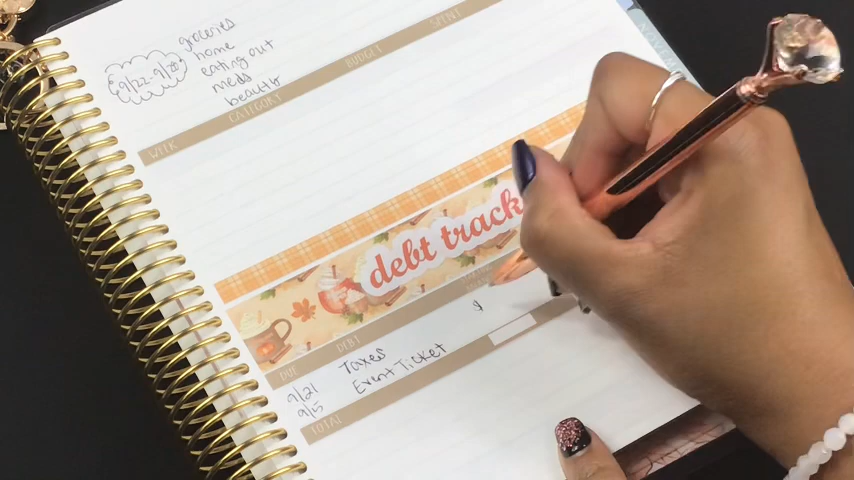 groceries
home
eating out
meds
beauty
9/22-9/28
WEEK CATEGORY BUDGET SPENT
debt track
DUE DEBT
9/21 Taxes $
9/15 Event Ticket
TOTAL